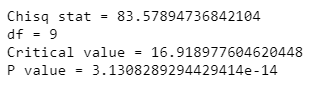 Chisq stat = 83.57894736842104
df = 9
Critical value = 16.918977604620448
P value = 3.1308289294429414e-14